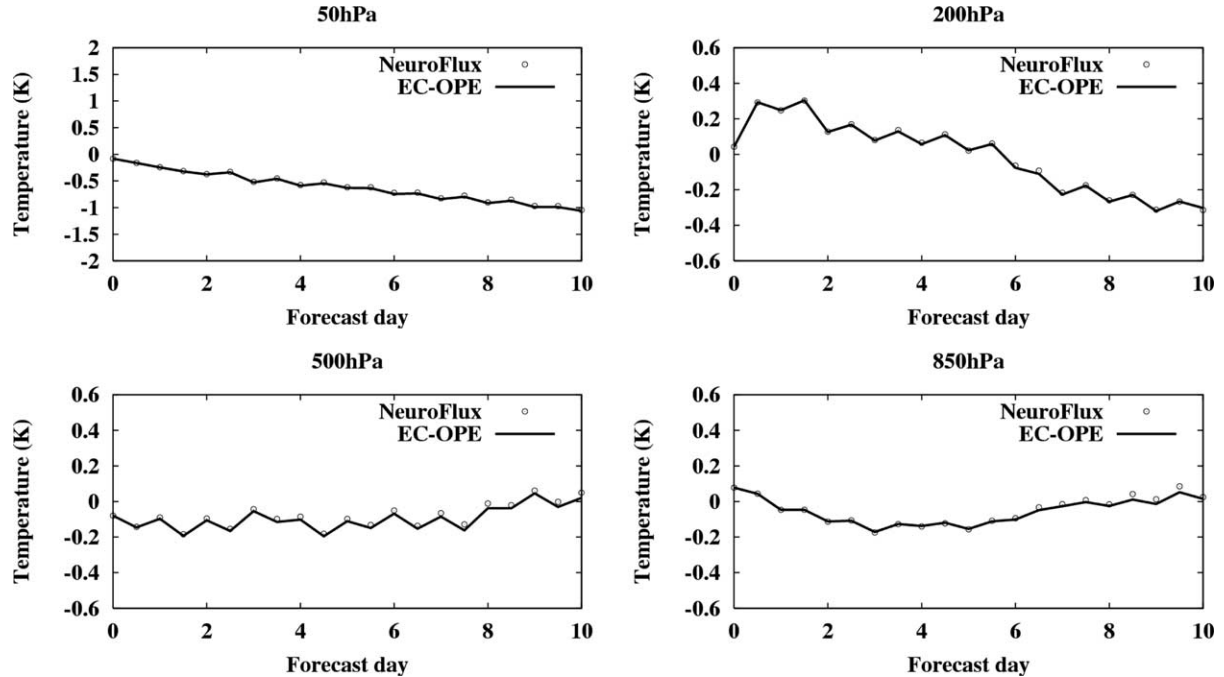 50hPa
2
1.5
1
0.5
0
-0.5
-1
-1.5
-2
Temperature (K)
NeuroFlux
EC-OPE
0 2 4 6 8 10
Forecast day
200hPa
0.6
0.4
0.2
0
-0.2
-0.4
-0.6
Temperature (K)
NeuroFlux
EC-OPE
0 2 4 6 8 10
Forecast day
500hPa
0.6
0.4
0.2
0
-0.2
-0.4
-0.6
Temperature (K)
NeuroFlux
EC-OPE
0 2 4 6 8 10
Forecast day
850hPa
0.6
0.4
0.2
0
-0.2
-0.4
-0.6
Temperature (K)
NeuroFlux
EC-OPE
0 2 4 6 8 10
Forecast day